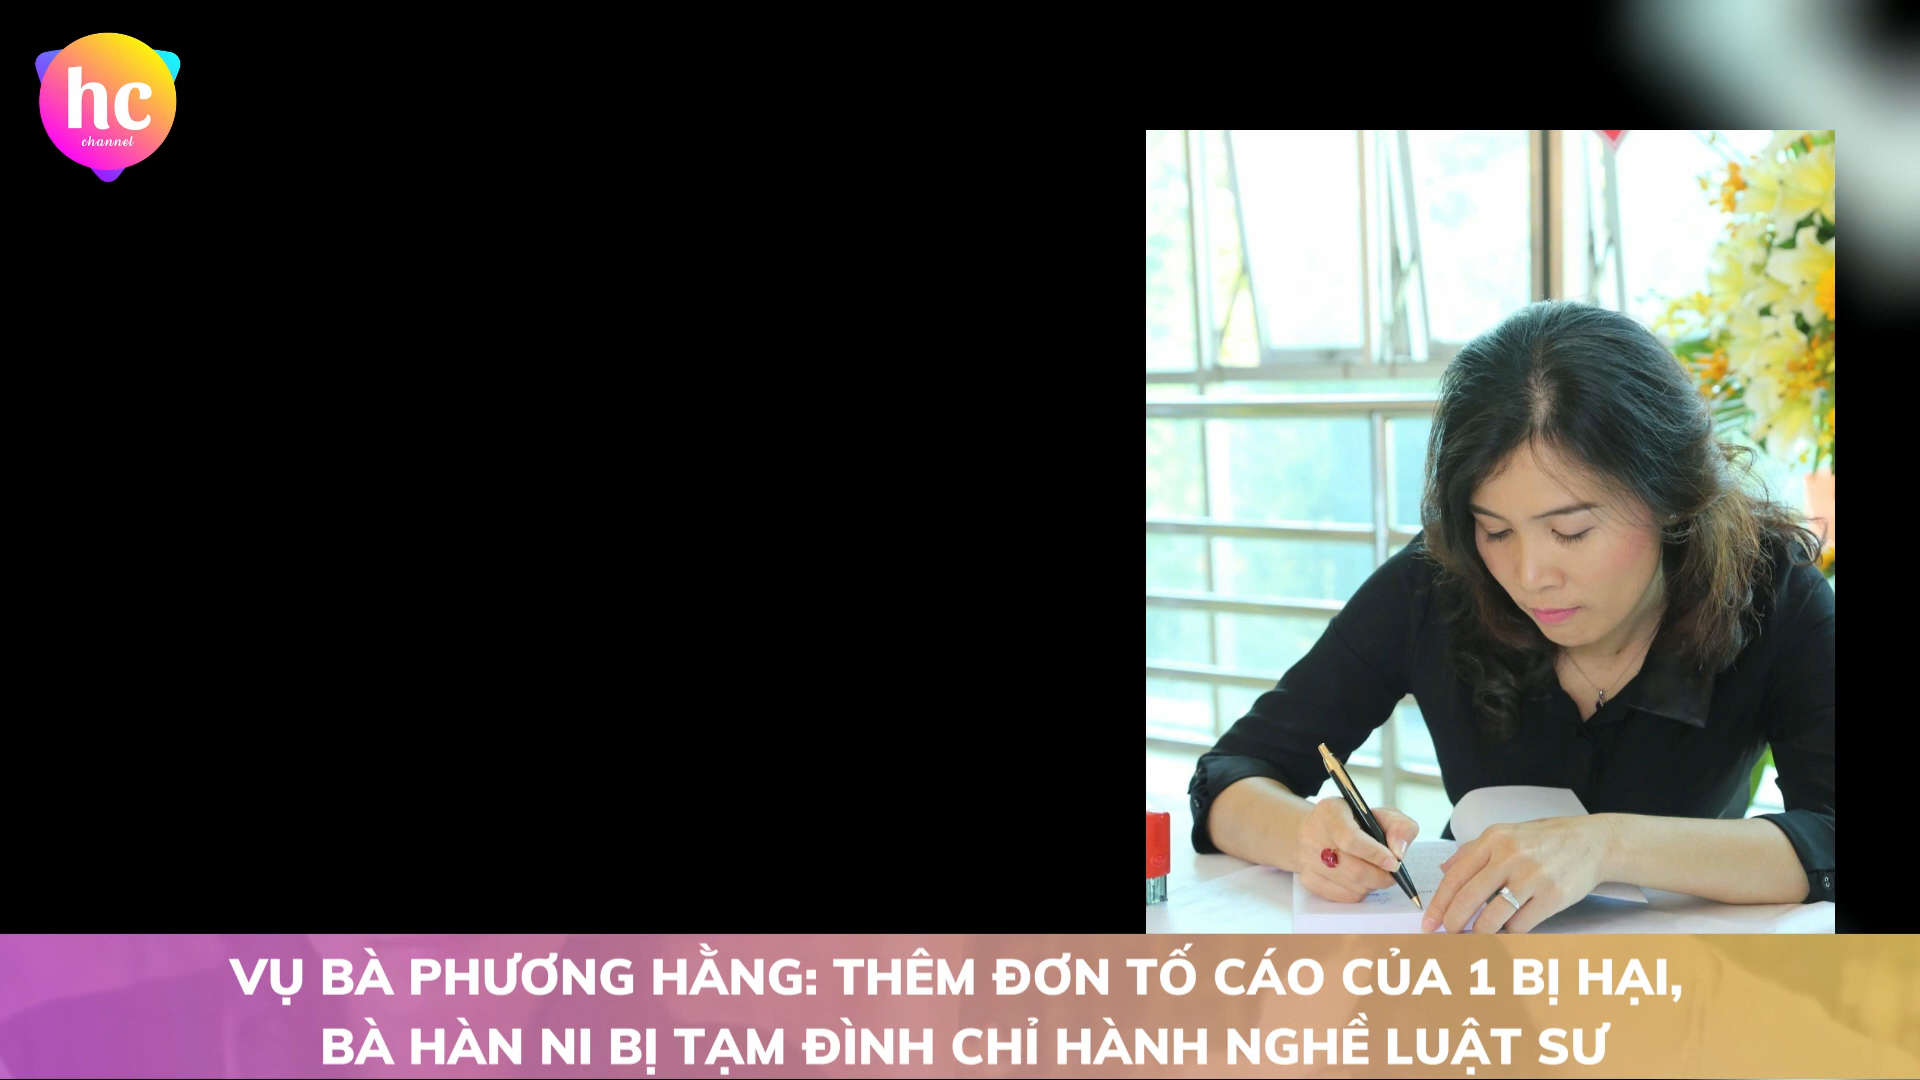 hc
channel
VỤ BÀ PHƯƠNG HẰNG: THÊM ĐƠN TỐ CÁO CỦA 1 BỊ HẠI,
BÀ HÀN NI BỊ TẠM ĐÌNH CHỈ HÀNH NGHỀ LUẬT SƯ